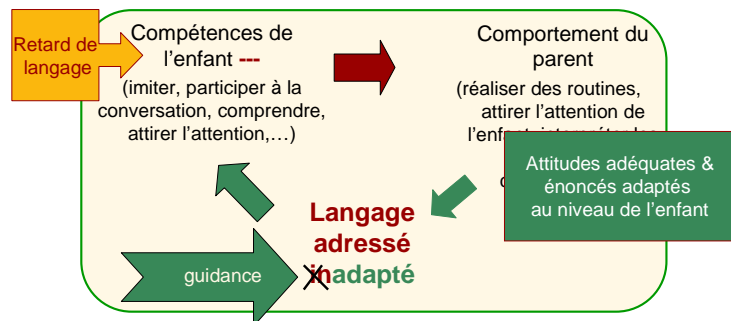 Retard de
langage
Compétences de
l'enfant ---
(imiter, participer à la
conversation, comprendre,
attirer l'attention,…)
Comportement du
parent
(réaliser des routines,
attirer l'attention de
Attitudes adéquates &
énoncés adaptés
au niveau de l'enfant
Langage
adressé
inadapté
guidance